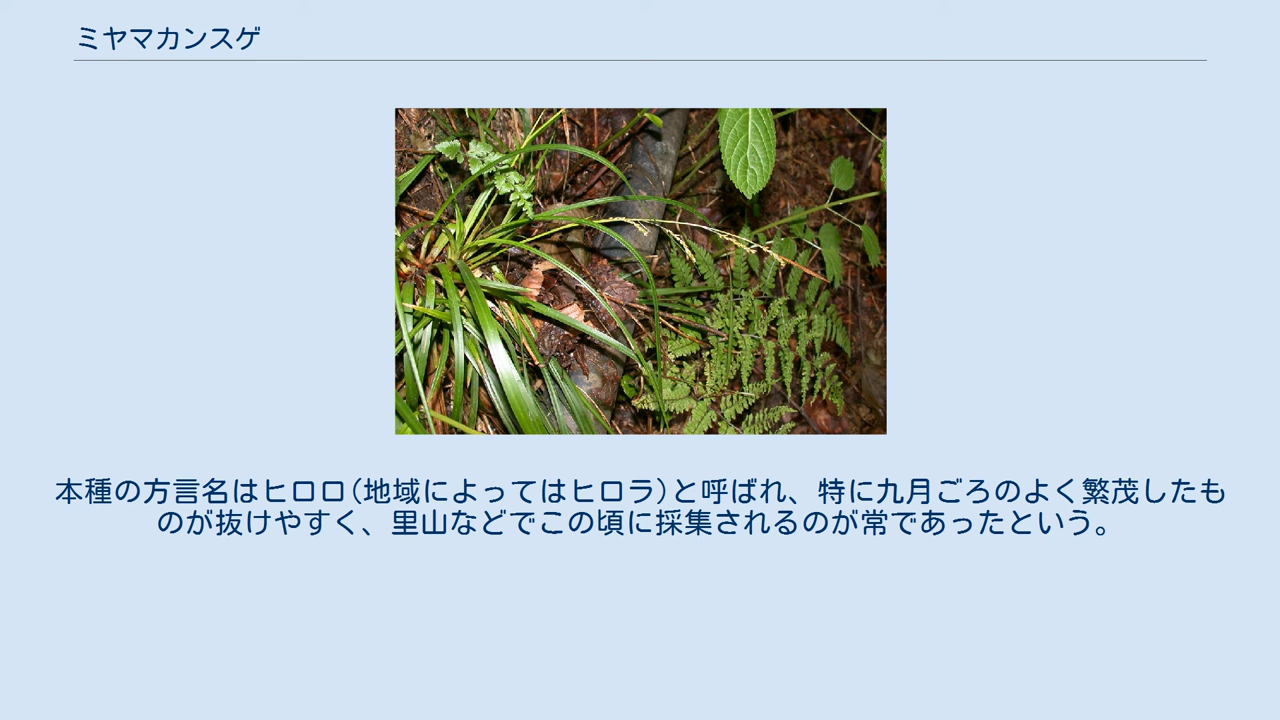 ミヤマカンスゲ
本種の方言名はヒロロ(地域によってはヒロラ)と呼ばれ、特に九月ごろのよく繁茂したも
のが抜けやすく、里山などでこの頃に採集されるのが常であったという。